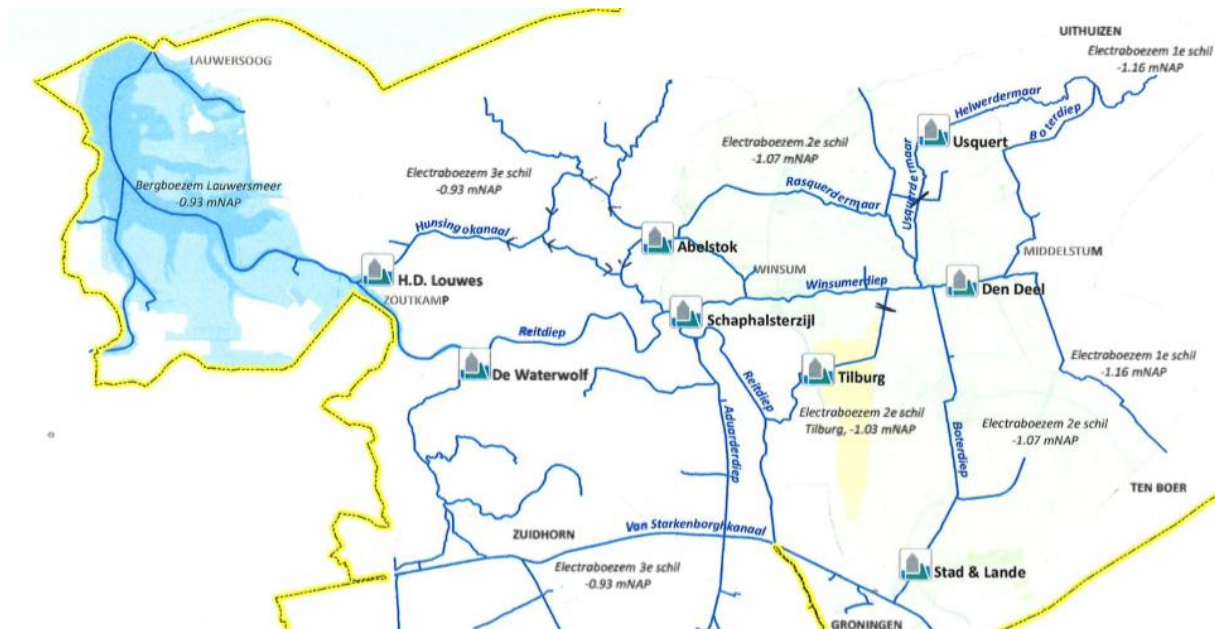 UITHUIZEN
Electraboezem 1e schil
-1.16 mNAP
LAUWERSOOG
Helwerdermaar
Boterdiep
Usquert
Electraboezem 2e schil
-1.07 mNAP
Electraboezem 3e schil
-0.93 mNAP
Bergboezem Lauwersmeer
-0.93 mNAP
Rasquerdermaar
Usquerdermaar
Hunsingokanaal
Abelstok
MIDDELSTUM
WINSUM
H.D. Louwes
Winsumerdiep
Den Deel
ZOUTKAMP
Schaphalsterzijl
Reitdiep
De Waterwolf
Reitdiep
Tilburg
Electraboezem 1e schil
-1.16 mNAP
Aduarderdiep
Electraboezem 2e schil
Tilburg, -1.03 mNAP
Boterdiep
Electraboezem 2e schil
-1.07 mNAP
TEN BOER
Van Starkenborghkanaal
ZUIDHORN
Electraboezem 3e schil
-0.93 mNAP
Stad & Lande
GRONINGEN